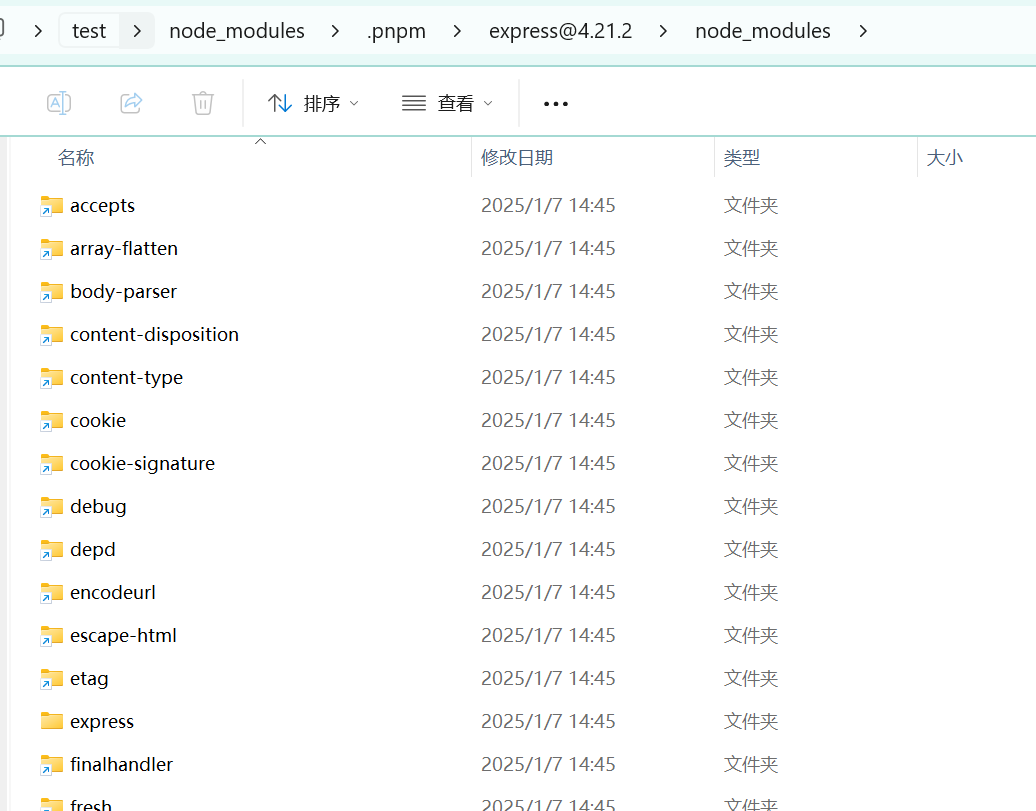 test > node_modules > .pnpm > express@4.21.2 > node_modules >
排序 查看
名称 修改日期 类型 大小
accepts 2025/1/7 14:45 文件夹
array-flatten 2025/1/7 14:45 文件夹
body-parser 2025/1/7 14:45 文件夹
content-disposition 2025/1/7 14:45 文件夹
content-type 2025/1/7 14:45 文件夹
cookie 2025/1/7 14:45 文件夹
cookie-signature 2025/1/7 14:45 文件夹
debug 2025/1/7 14:45 文件夹
depd 2025/1/7 14:45 文件夹
encodeurl 2025/1/7 14:45 文件夹
escape-html 2025/1/7 14:45 文件夹
etag 2025/1/7 14:45 文件夹
express 2025/1/7 14:45 文件夹
finalhandler 2025/1/7 14:45 文件夹
fresh 2025/1/7 14:45 文件夹